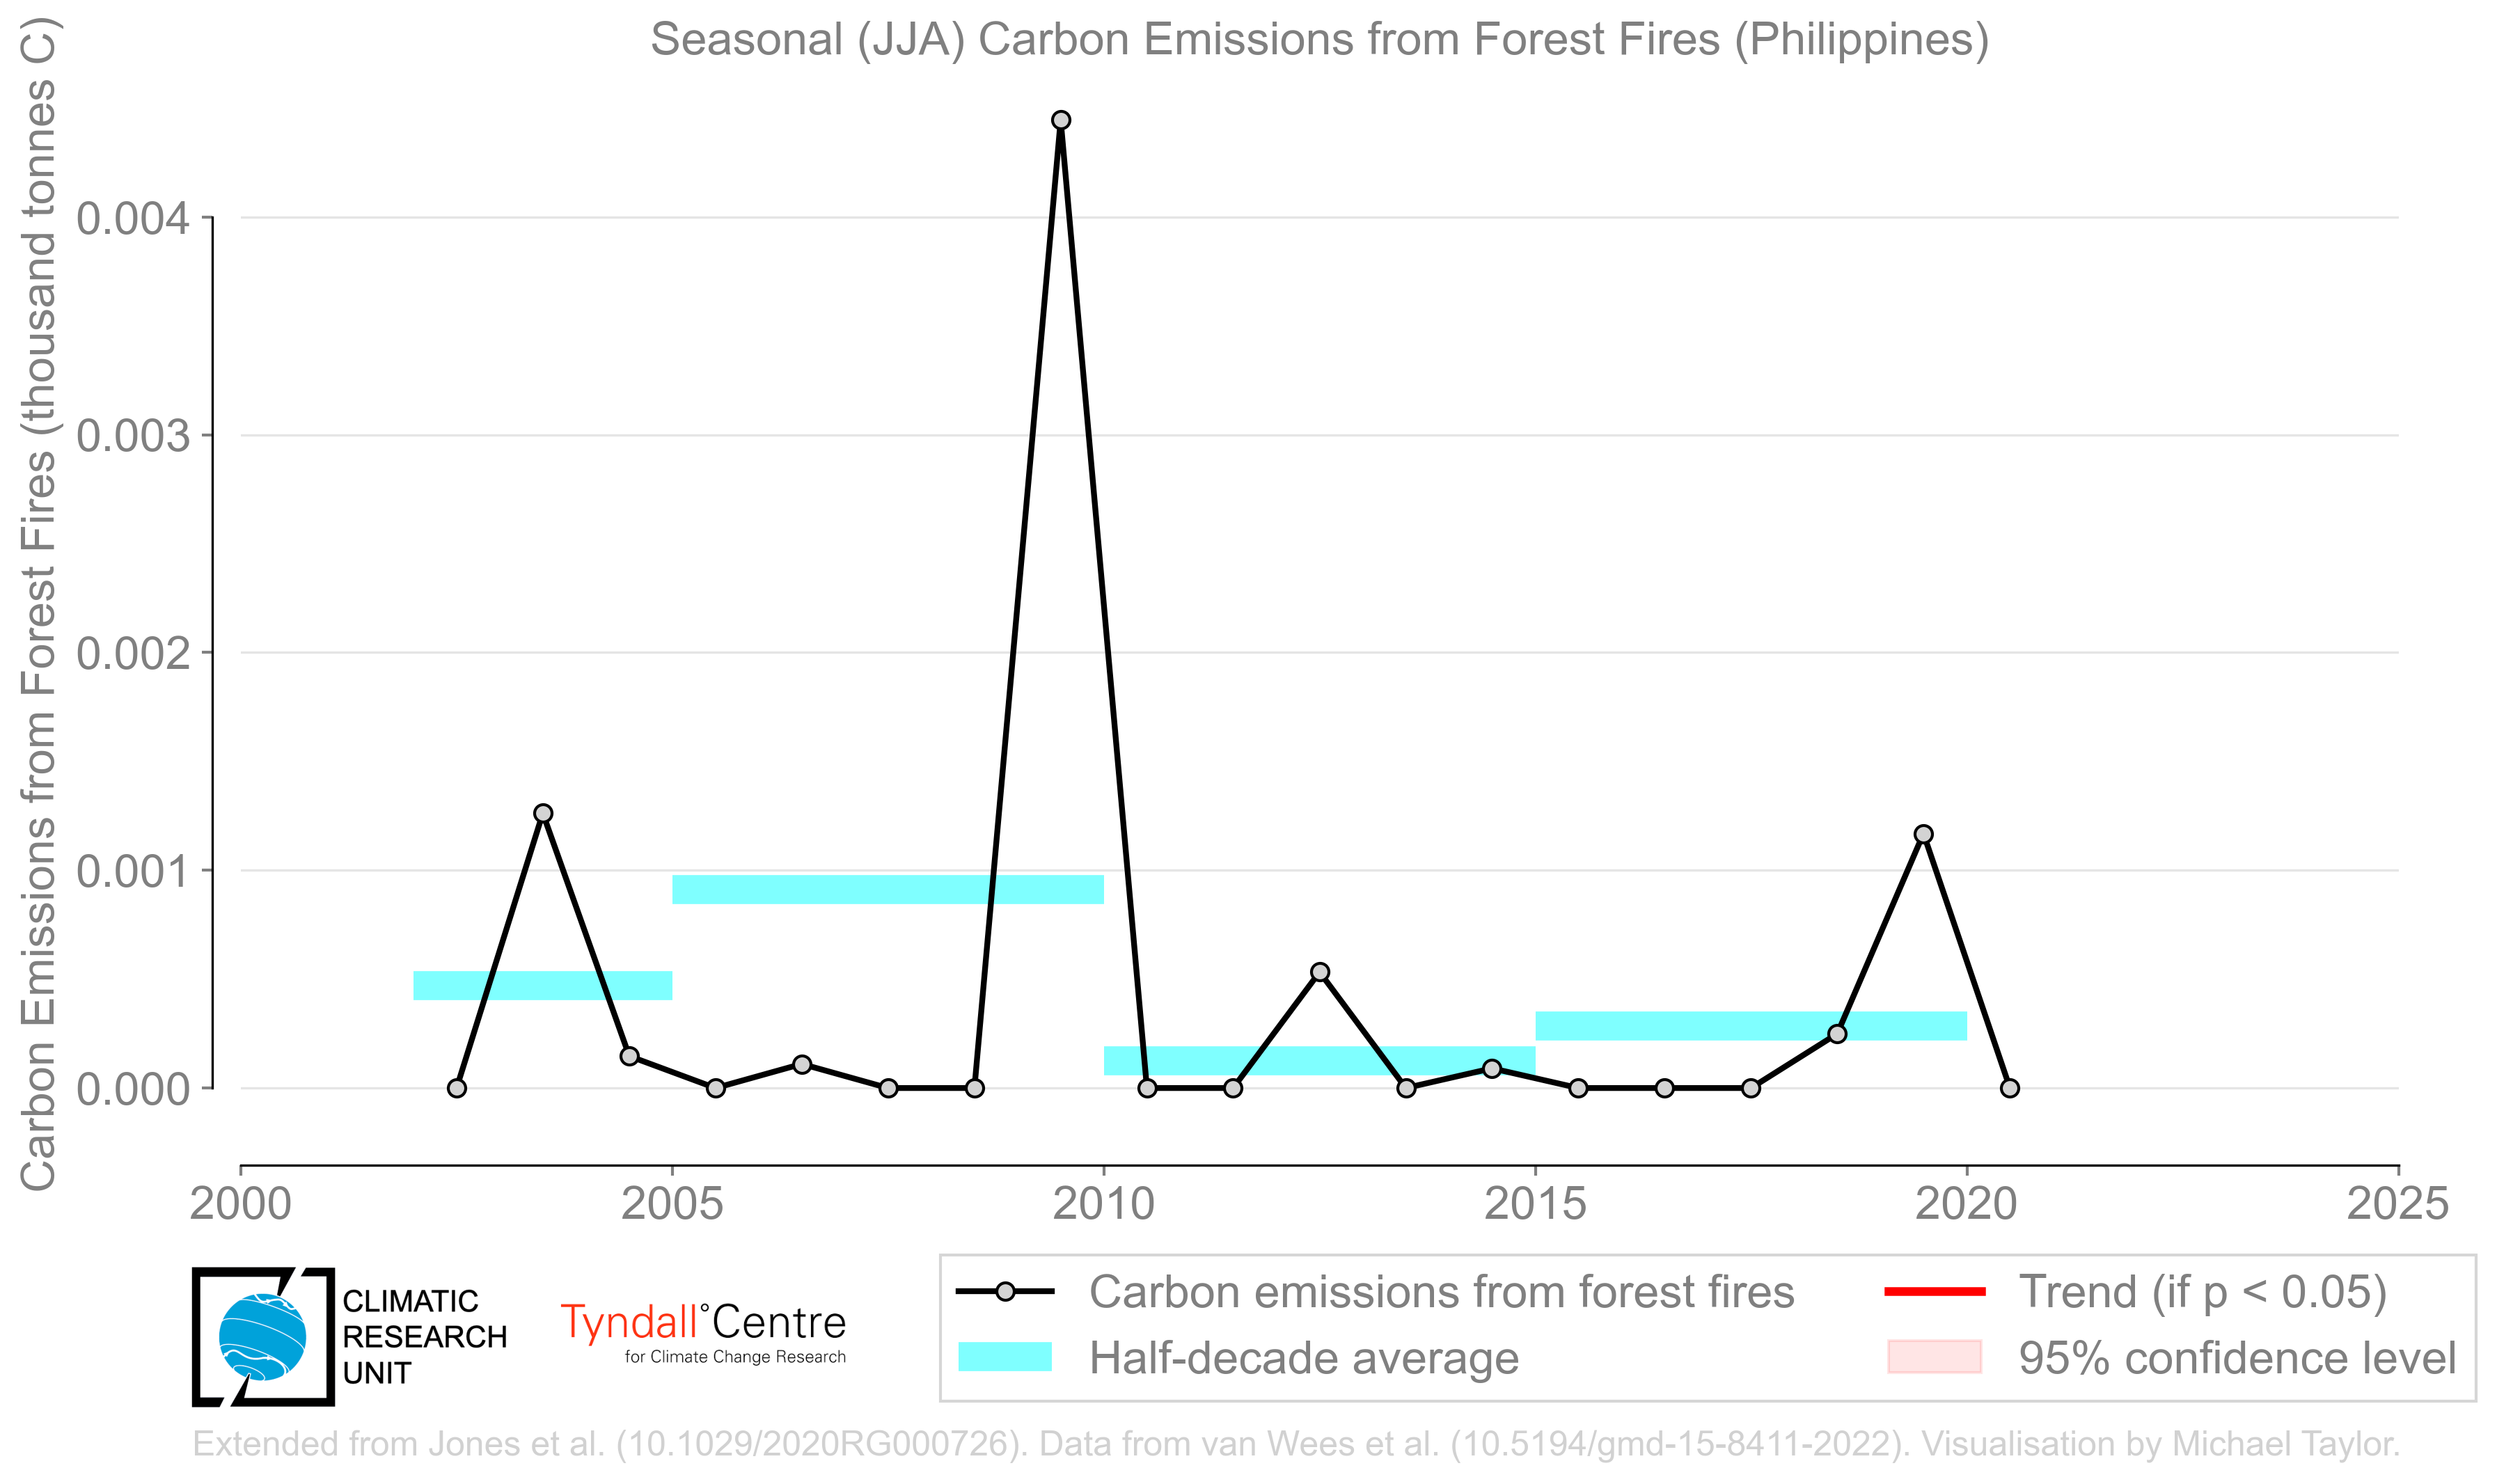 Seasonal (JJA) Carbon Emissions from Forest Fires (Philippines)
Carbon Emissions from Forest Fires (thousand tonnes C)
0.004
0.003
0.002
0.001
0.000
2000
2005
2010
2015
2020
2025
CLIMATIC
RESEARCH
UNIT
Tyndall°Centre
for Climate Change Research
Carbon emissions from forest fires
Half-decade average
Trend (if p < 0.05)
95% confidence level
Extended from Jones et al. (10.1029/2020RG000726). Data from van Wees et al. (10.5194/gmd-15-8411-2022). Visualisation by Michael Taylor.